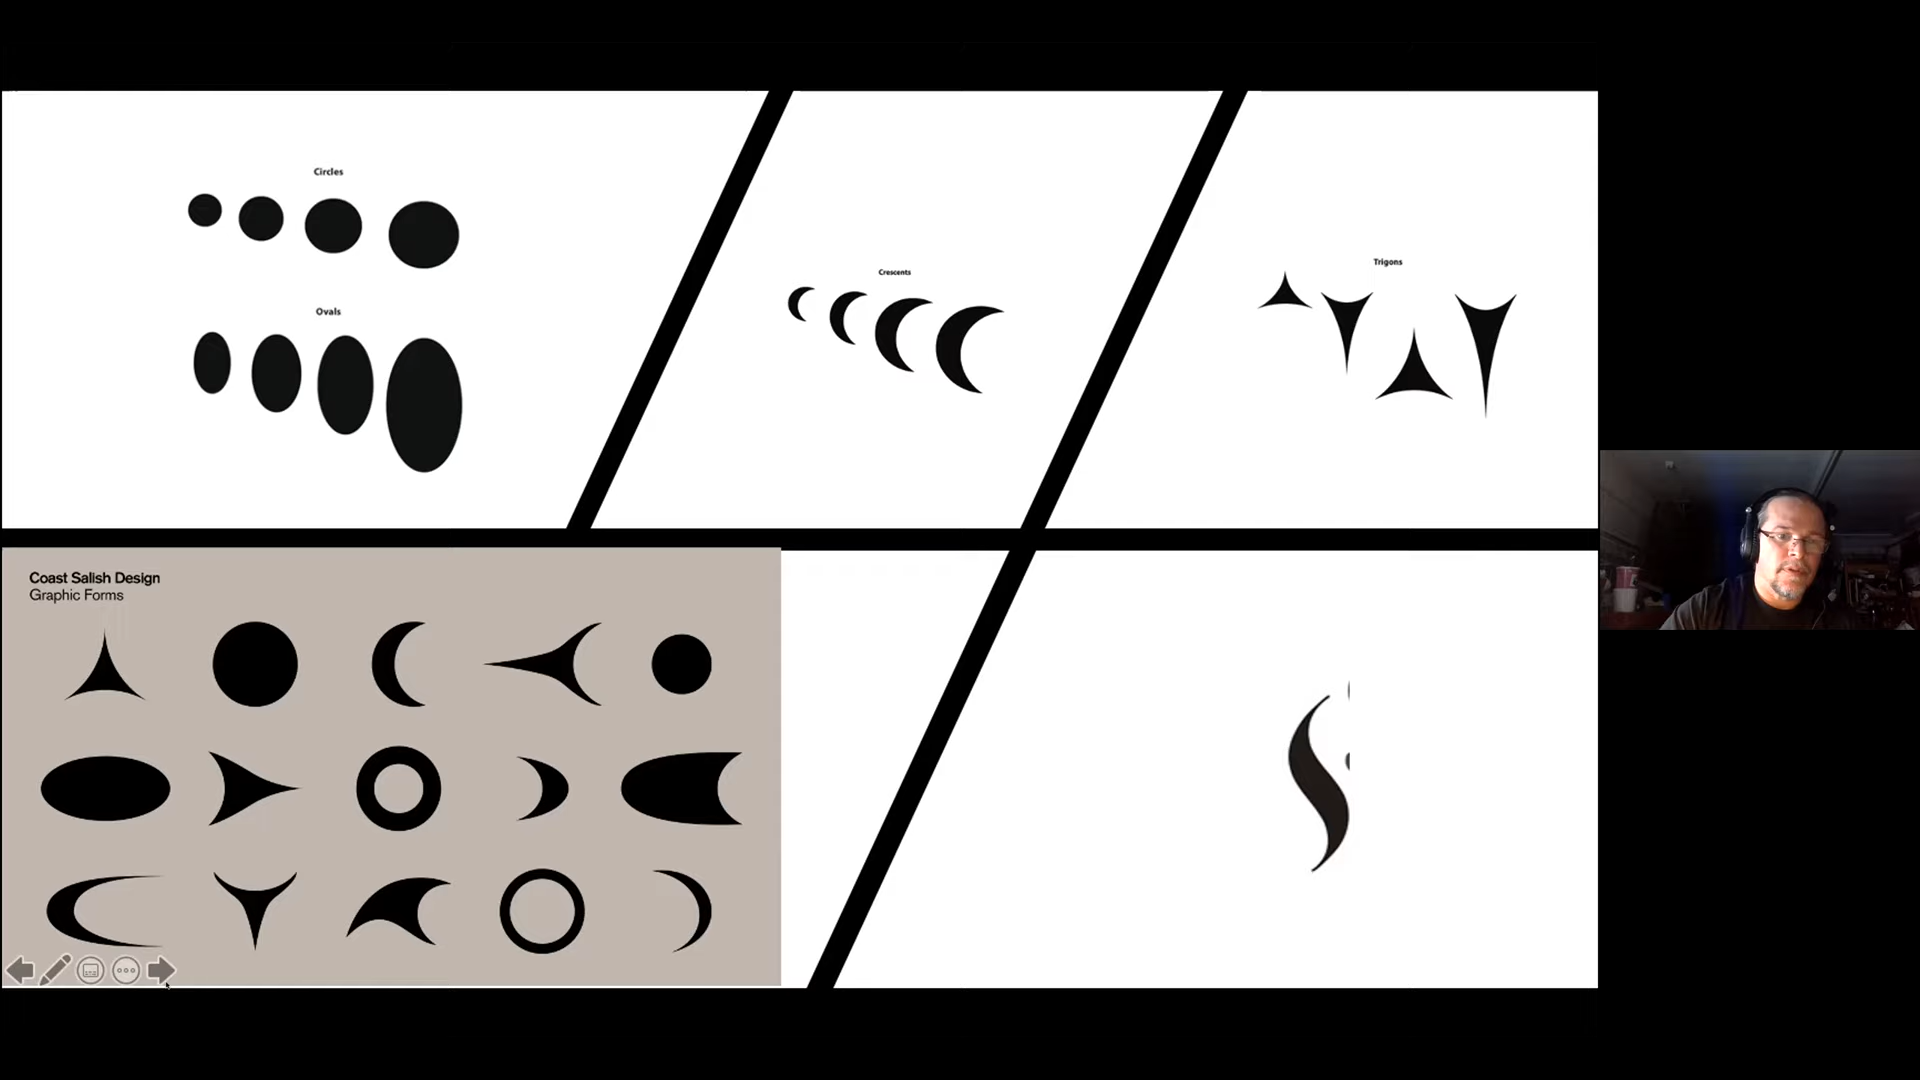 Circles
Ovals
Crescents
Trigons
Coast Salish Design
Graphic Forms